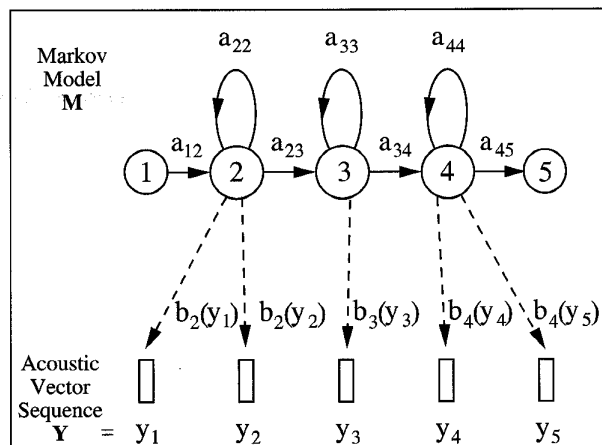 a₂₂ a₃₃ a₄₄
Markov
Model
M
a₁₂ a₂₃ a₃₄ a₄₅
1 2 3 4 5
b₂(y₁) b₂(y₂) b₃(y₃) b₄(y₄) b₄(y₅)
Acoustic
Vector
Sequence
Y = y₁ y₂ y₃ y₄ y₅